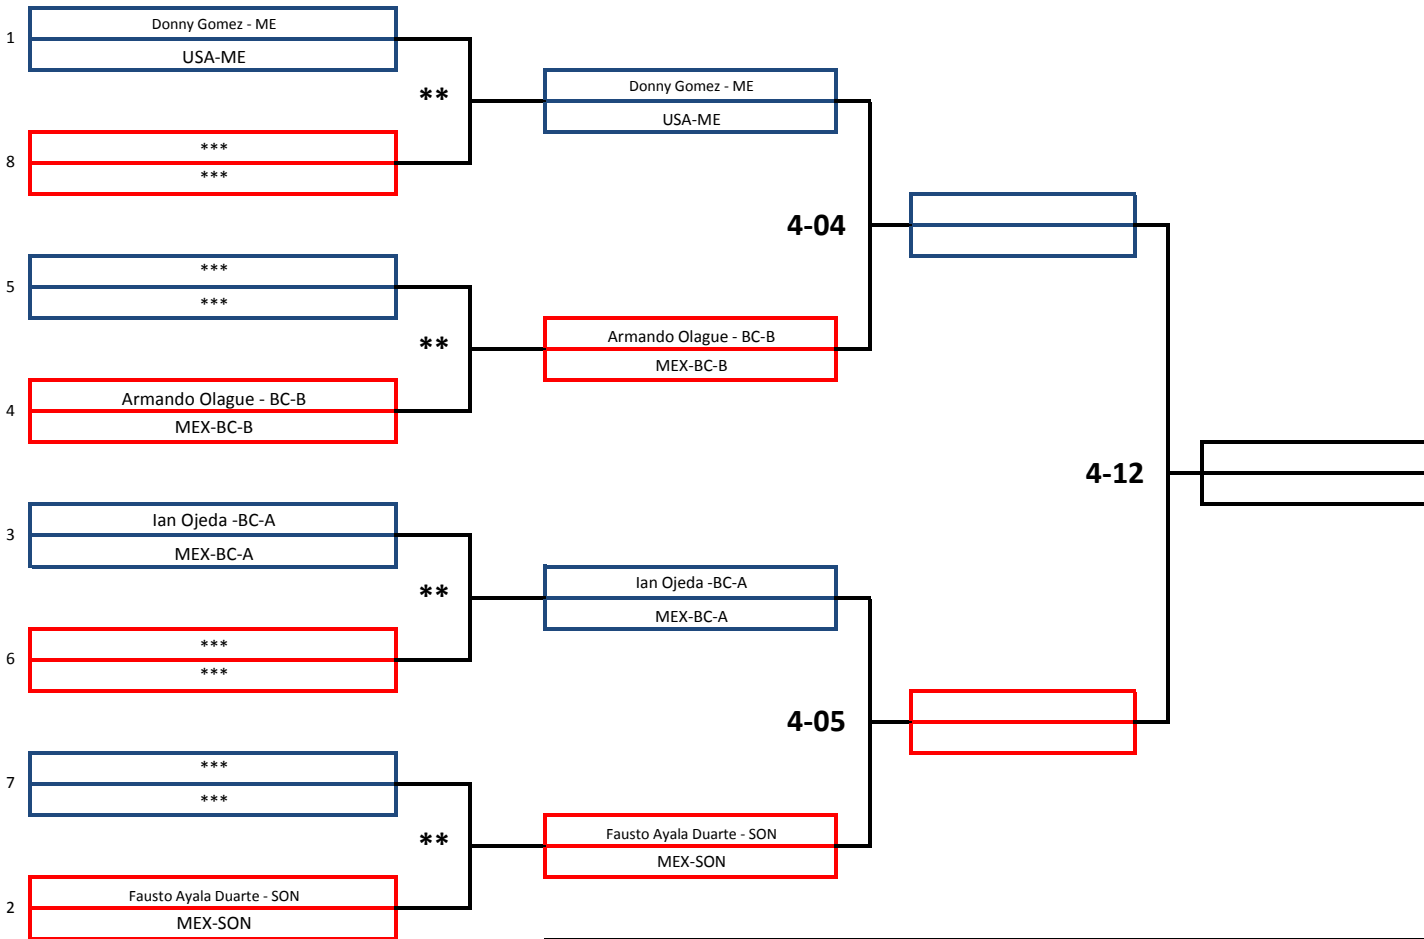 1
Donny Gomez - ME
USA-ME
**
8
***
***
5
***
***
**
4
Armando Olague - BC-B
MEX-BC-B
3
Ian Ojeda -BC-A
MEX-BC-A
**
6
***
***
7
***
***
**
2
Fausto Ayala Duarte - SON
MEX-SON
Donny Gomez - ME
USA-ME
4-04
Armando Olague - BC-B
MEX-BC-B
Ian Ojeda -BC-A
MEX-BC-A
4-05
Fausto Ayala Duarte - SON
MEX-SON
4-12